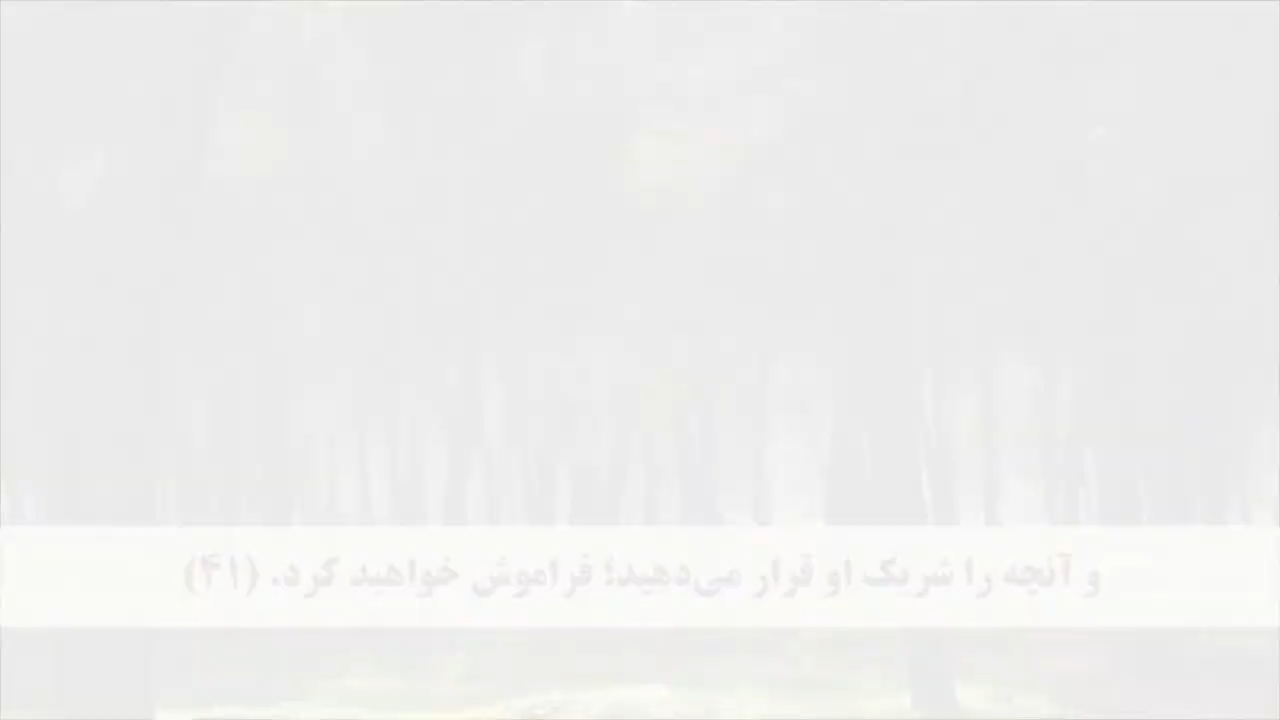 و آنچه را شریک او قرار می‌دهید؛ فراموش خواهید کرد. (۴۱)